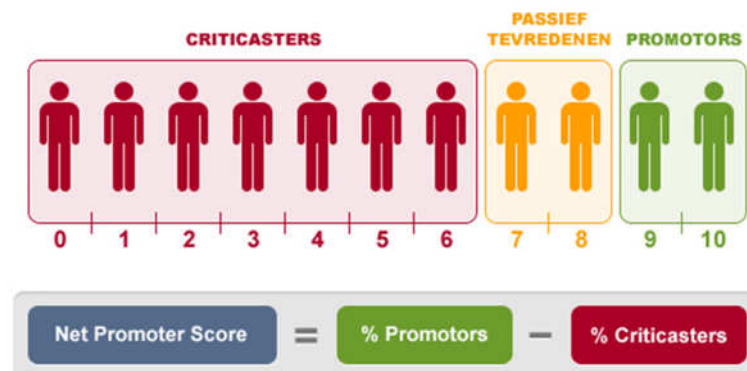 CRITICASTERS
PASSIEF
TEVREDENEN
PROMOTORS
0 1 2 3 4 5 6 7 8 9 10
Net Promoter Score = % Promotors − % Criticasters